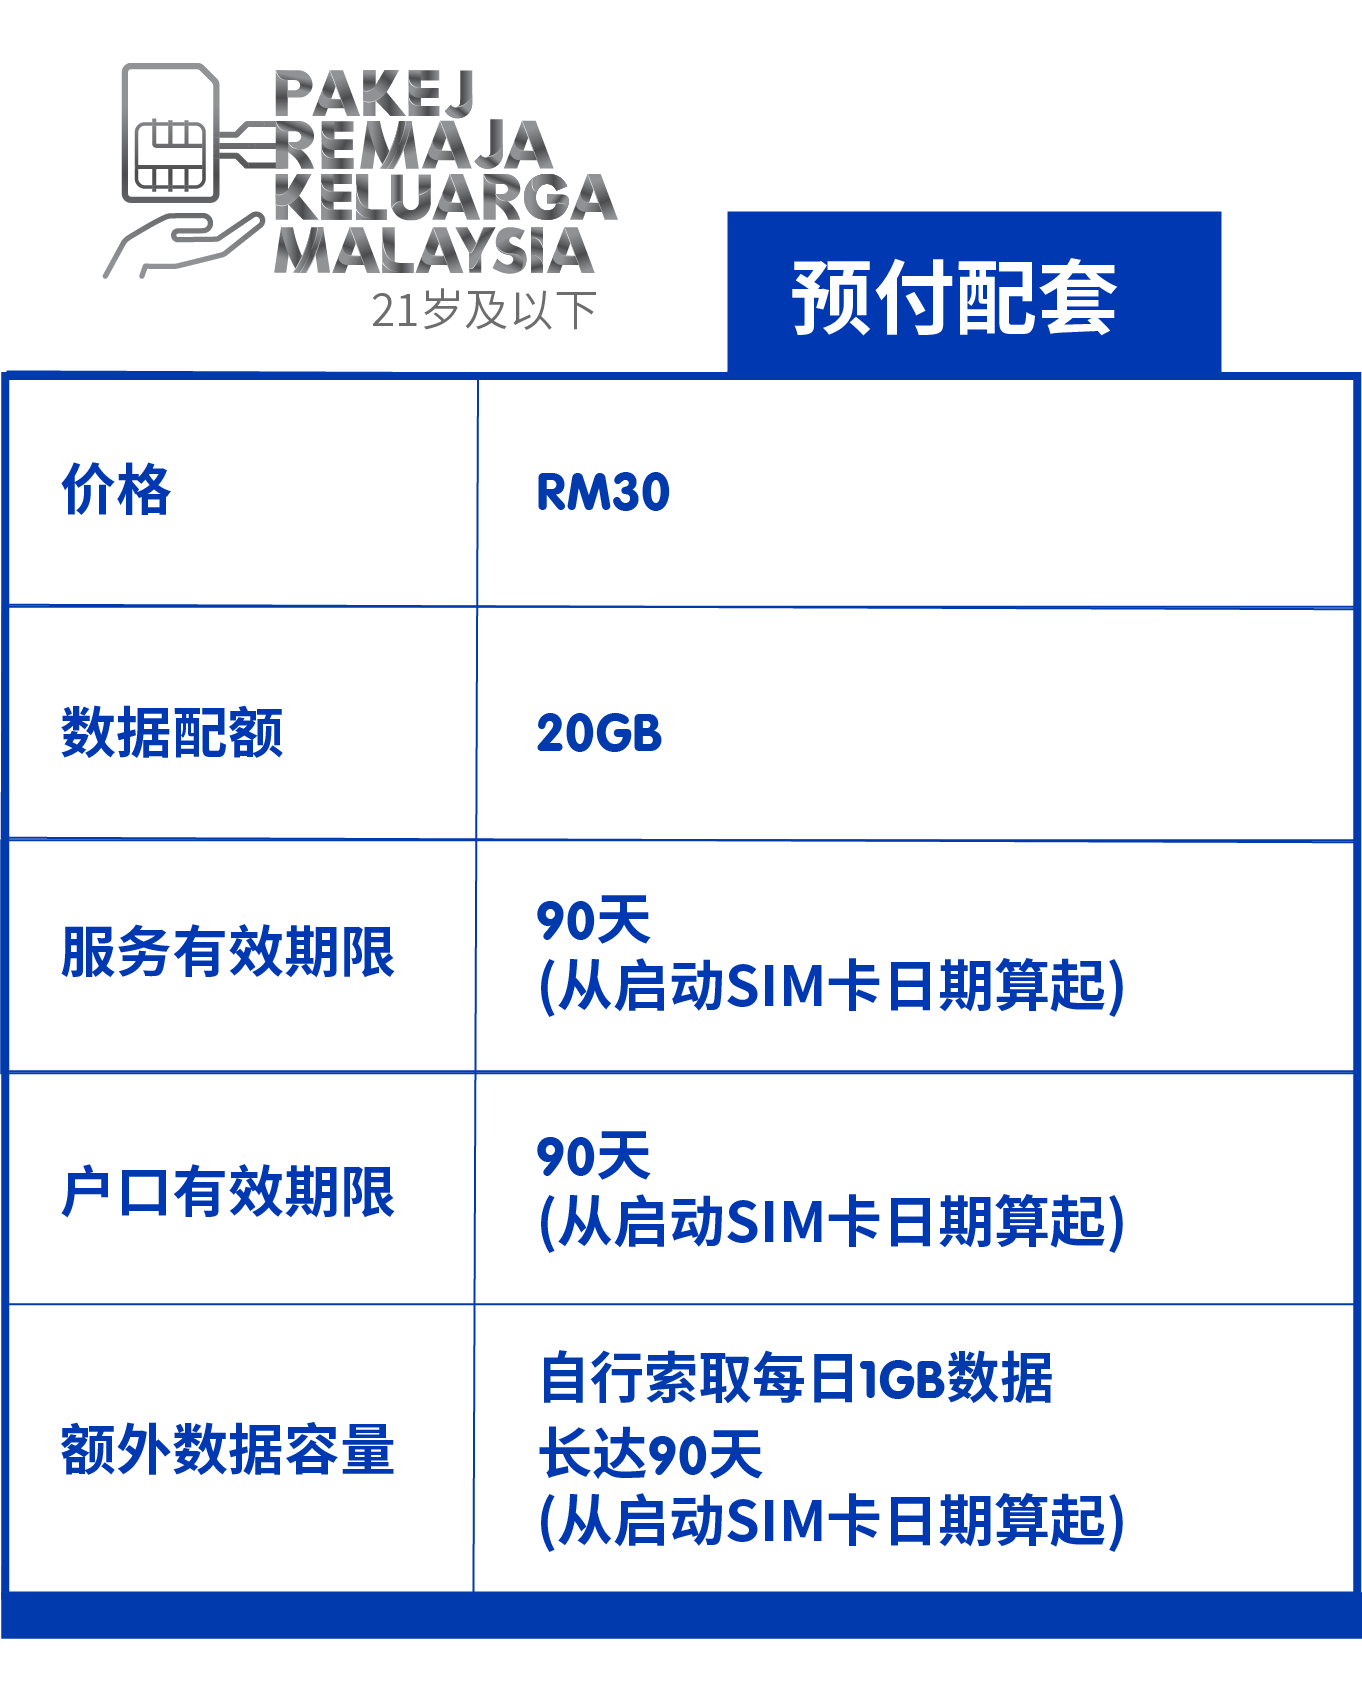 PAKEJ
REMAJA
KELUARGA
MALAYSIA
21岁及以下
预付配套
价格
RM30
数据配额
20GB
服务有效期限
90天
(从启动SIM卡日期算起)
户口有效期限
90天
(从启动SIM卡日期算起)
额外数据容量
自行索取每日1GB数据
长达90天
(从启动SIM卡日期算起)